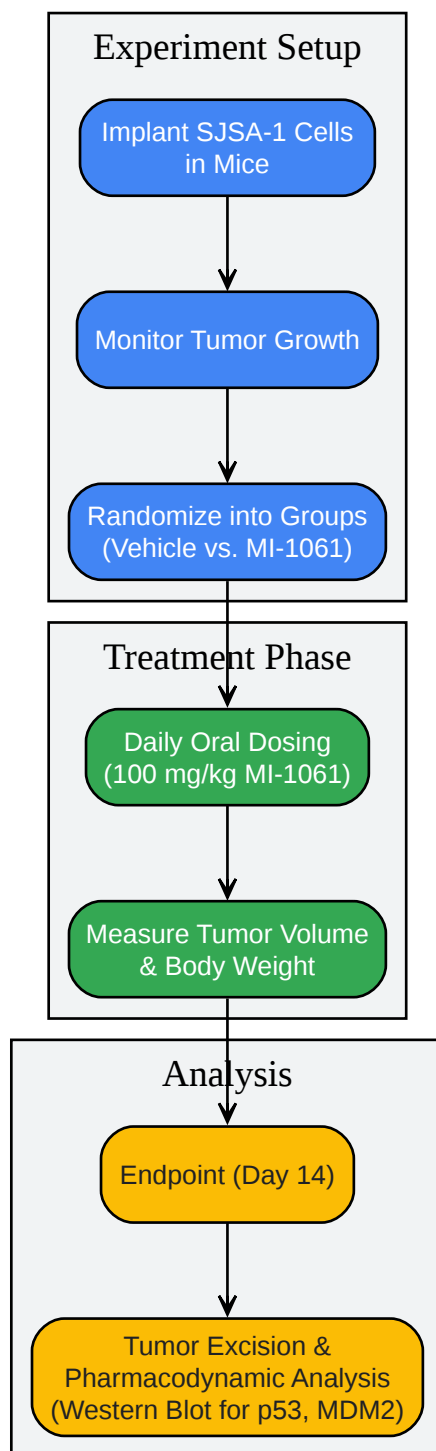 Experiment Setup
Implant SJSA-1 Cells
in Mice
Monitor Tumor Growth
Randomize into Groups
(Vehicle vs. MI-1061)
Treatment Phase
Daily Oral Dosing
(100 mg/kg MI-1061)
Measure Tumor Volume
& Body Weight
Analysis
Endpoint (Day 14)
Tumor Excision &
Pharmacodynamic Analysis
(Western Blot for p53, MDM2)